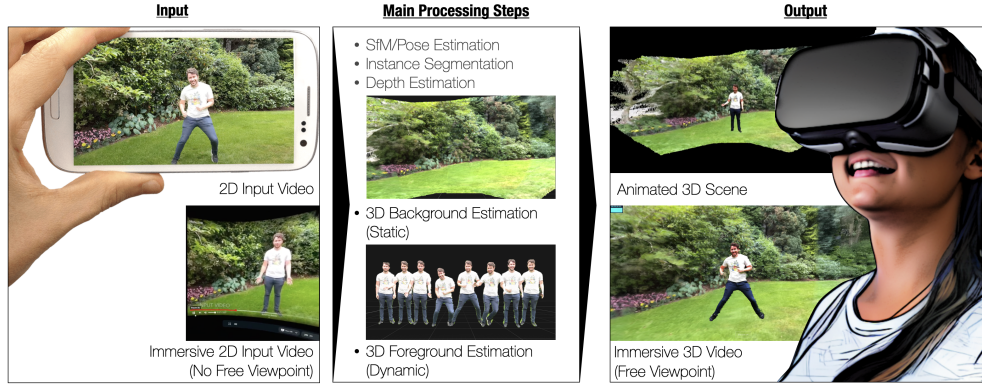 Input
Main Processing Steps
Output
2D Input Video
Immersive 2D Input Video
(No Free Viewpoint)
• SfM/Pose Estimation
• Instance Segmentation
• Depth Estimation
• 3D Background Estimation
(Static)
• 3D Foreground Estimation
(Dynamic)
Animated 3D Scene
Immersive 3D Video
(Free Viewpoint)